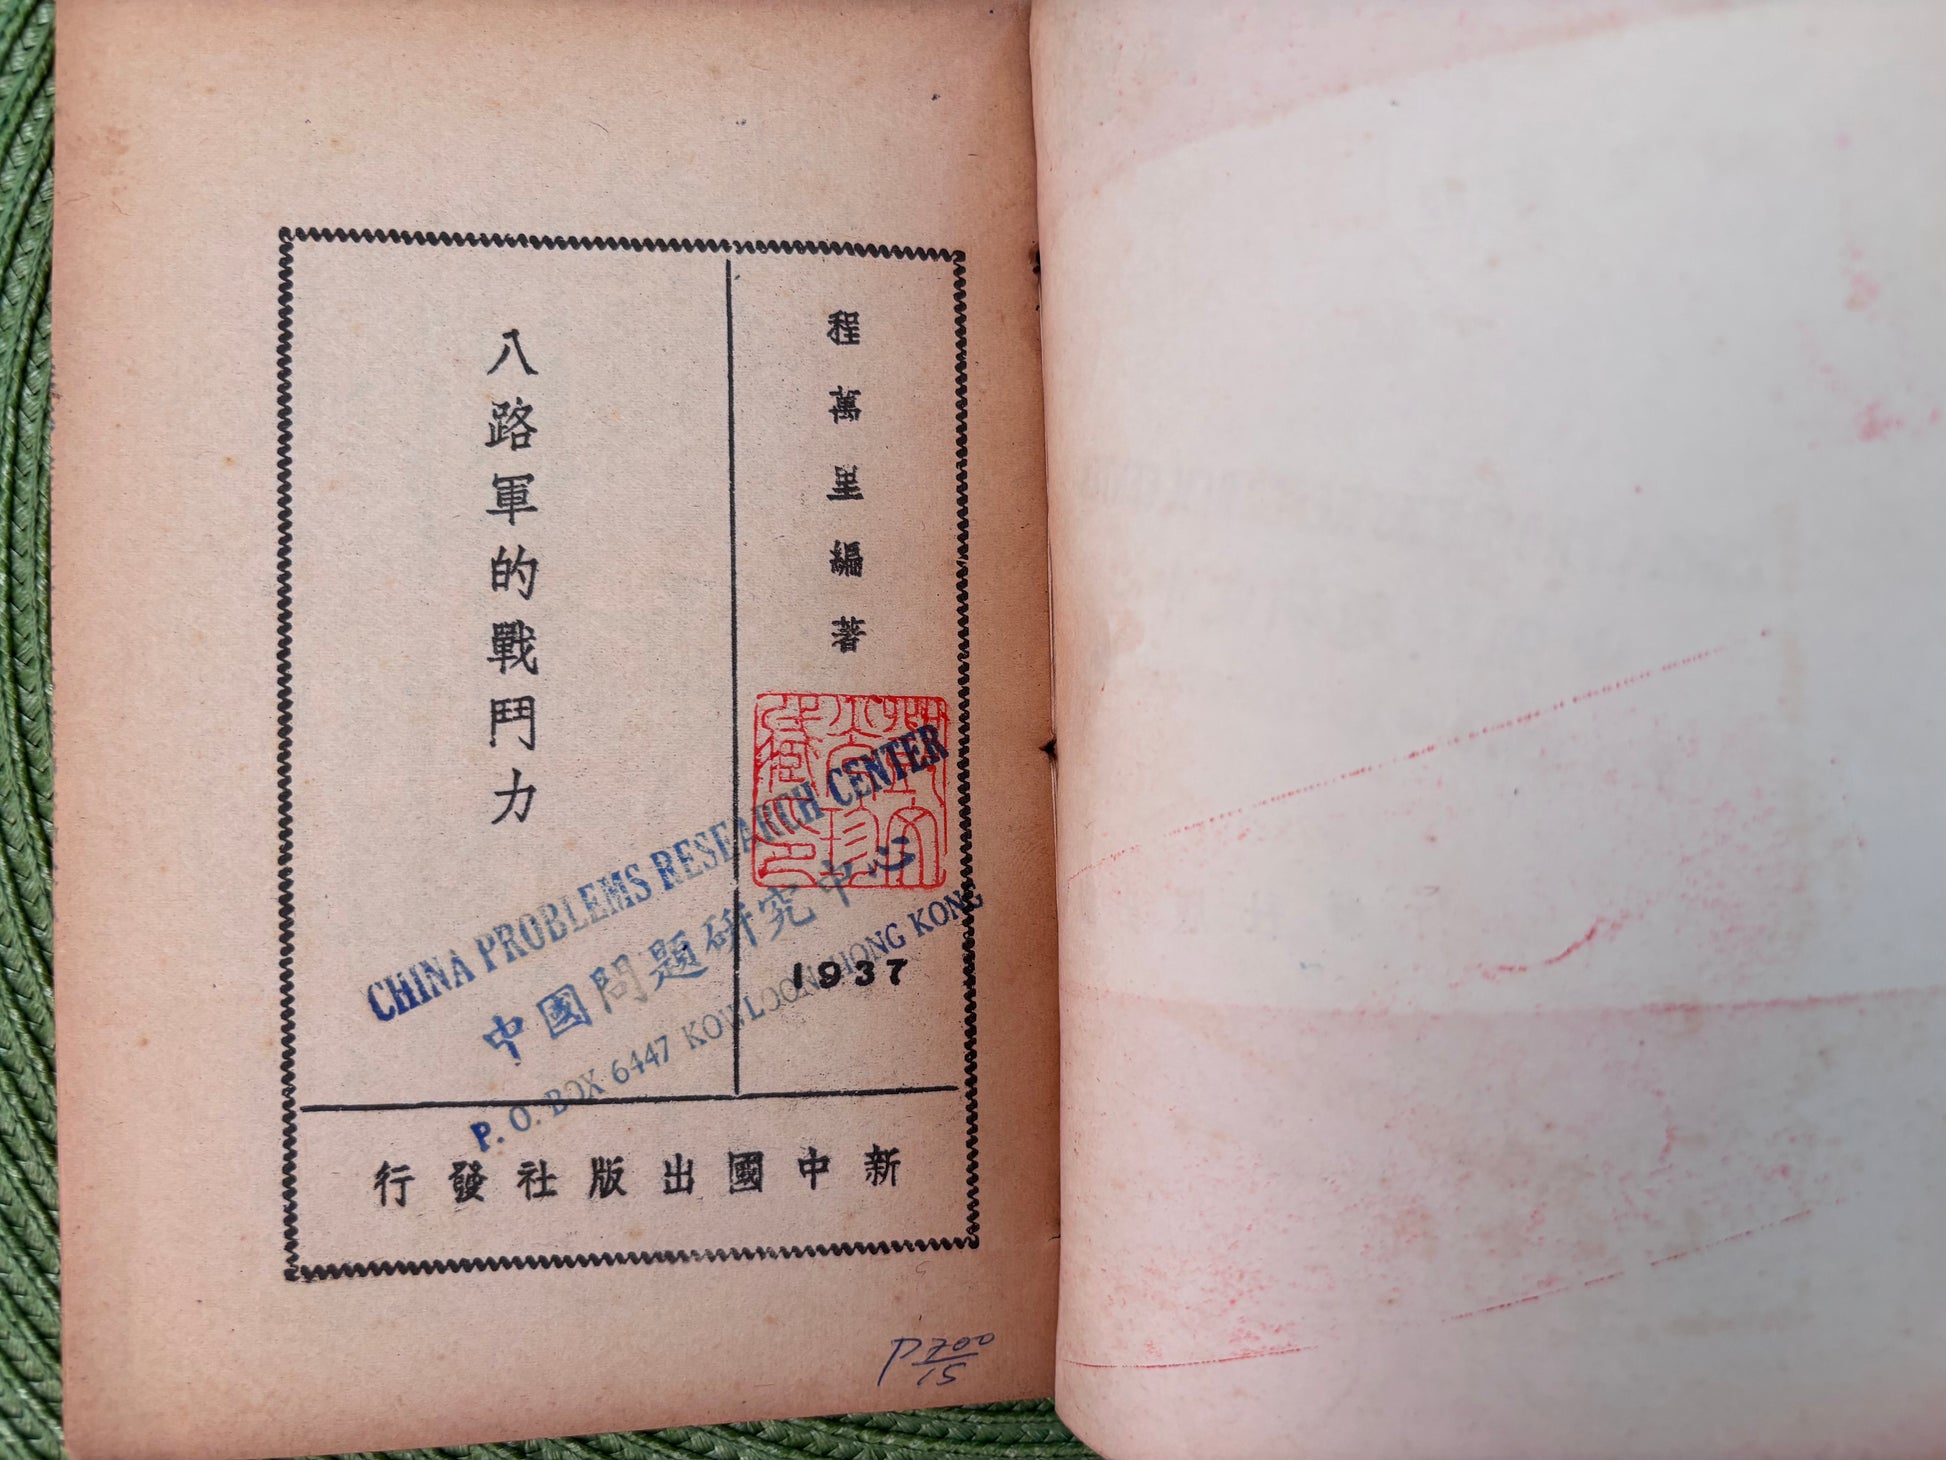 程萬里編著
八路軍的戰鬥力
1937
新中國出版社發行
CHINA PROBLEMS RESEARCH CENTER
中國問題研究中心
P. O. BOX 6447 KOWLOON HONG KONG